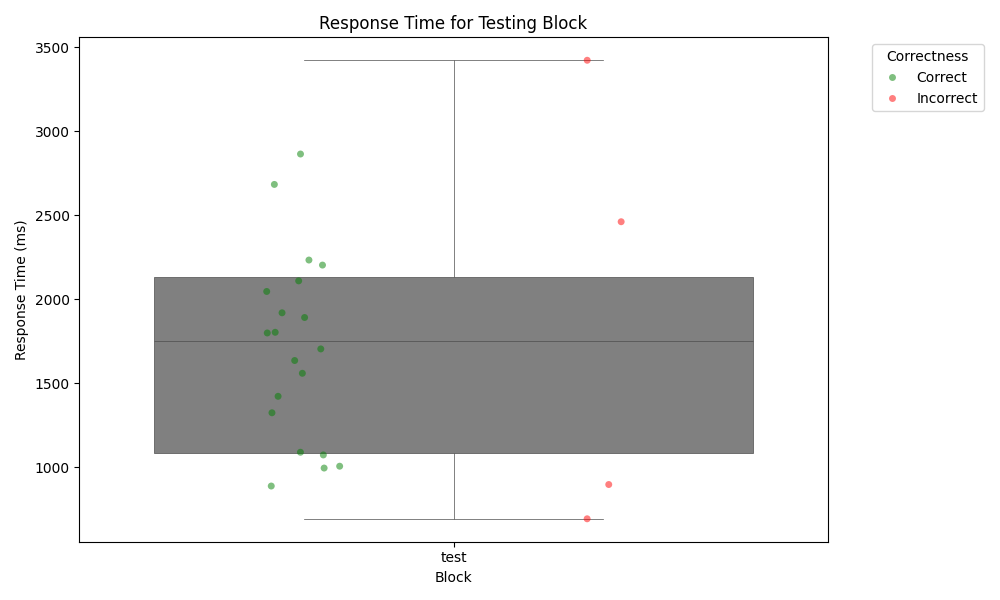 Response Time for Testing Block
Correctness
Correct
Incorrect
Response Time (ms)
3500
3000
2500
2000
1500
1000
test
Block